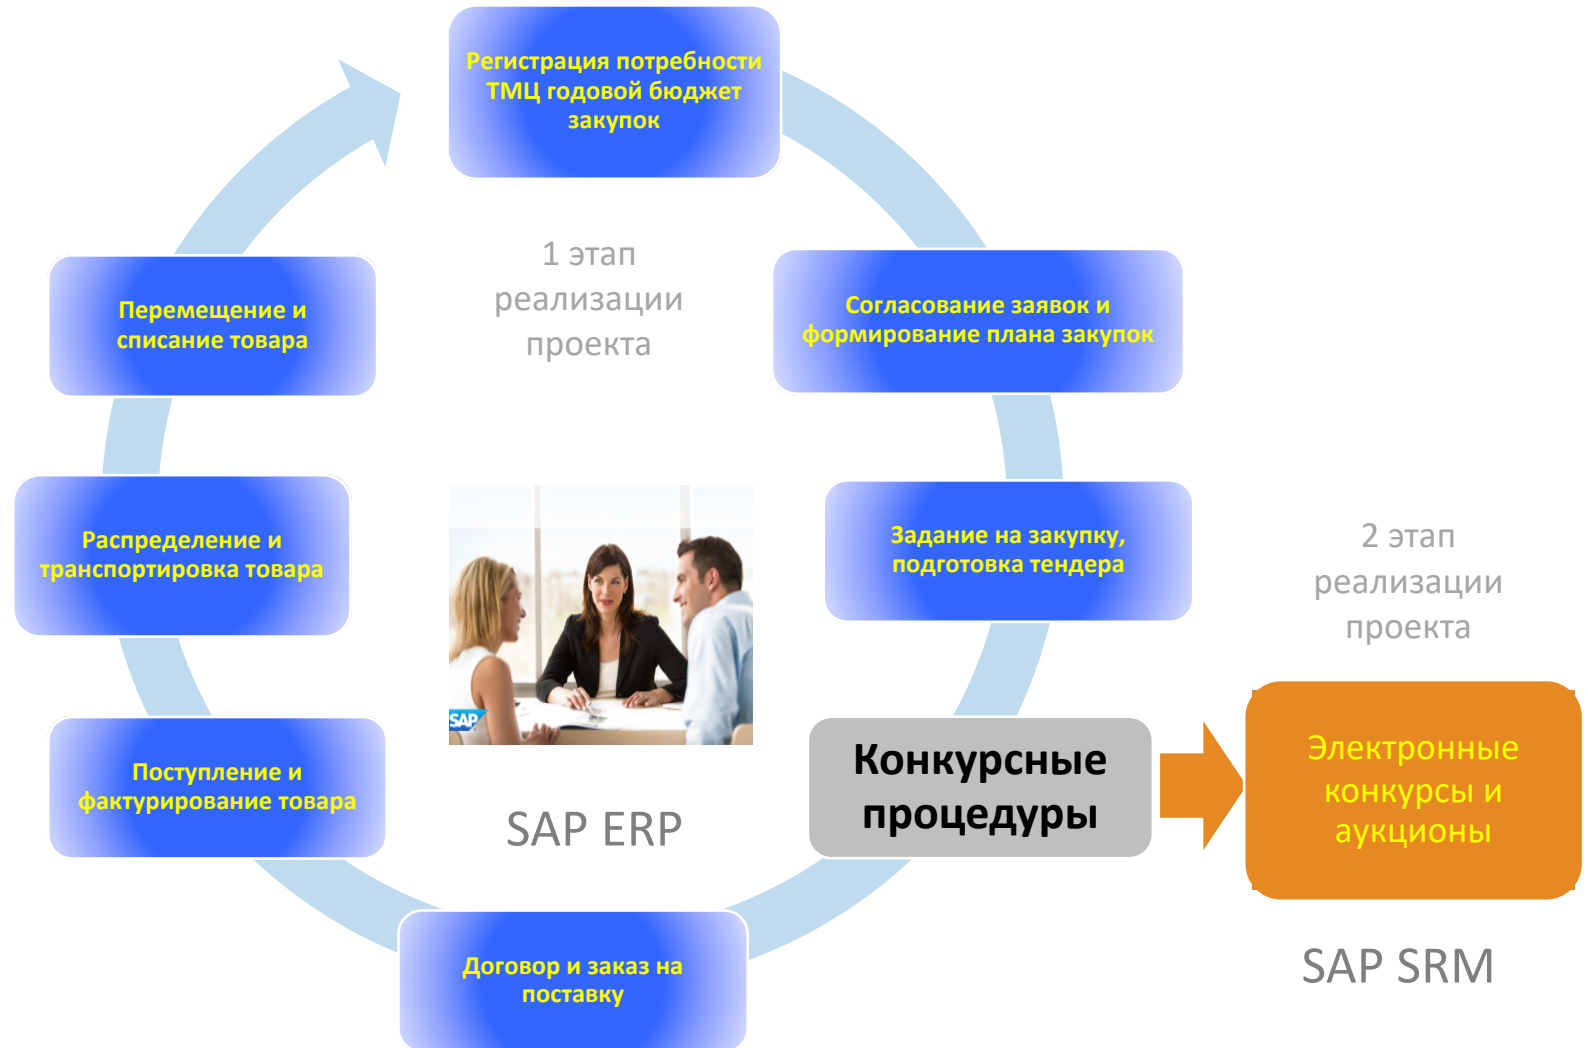 Регистрация потребности
ТМЦ годовой бюджет
закупок
1 этап
реализации
проекта
Согласование заявок и
формирование плана закупок
Задание на закупку,
подготовка тендера
2 этап
реализации
проекта
Конкурсные
процедуры
Электронные
конкурсы и
аукционы
SAP SRM
Договор и заказ на
поставку
Поступление и
фактурирование товара
Распределение и
транспортировка товара
Перемещение и
списание товара
SAP
SAP ERP